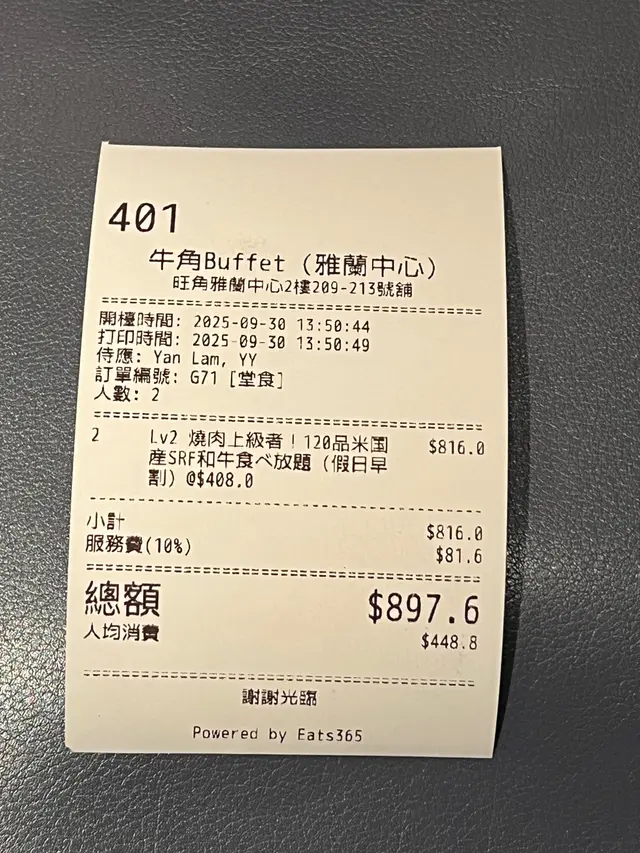 401
牛角Buffet (雅蘭中心)
旺角雅蘭中心2樓209-213號舖
開檯時間: 2025-09-30 13:50:44
打印時間: 2025-09-30 13:50:49
侍應: Yan Lam, YY
訂單編號: G71 [堂食]
人數: 2
2 Lv2 燒肉上級者！120品米国 $816.0
産SRF和牛食べ放題 (假日早
割) @$408.0
小計 $816.0
服務費(10%) $81.6
總額 $897.6
人均消費 $448.8
謝謝光臨
Powered by Eats365